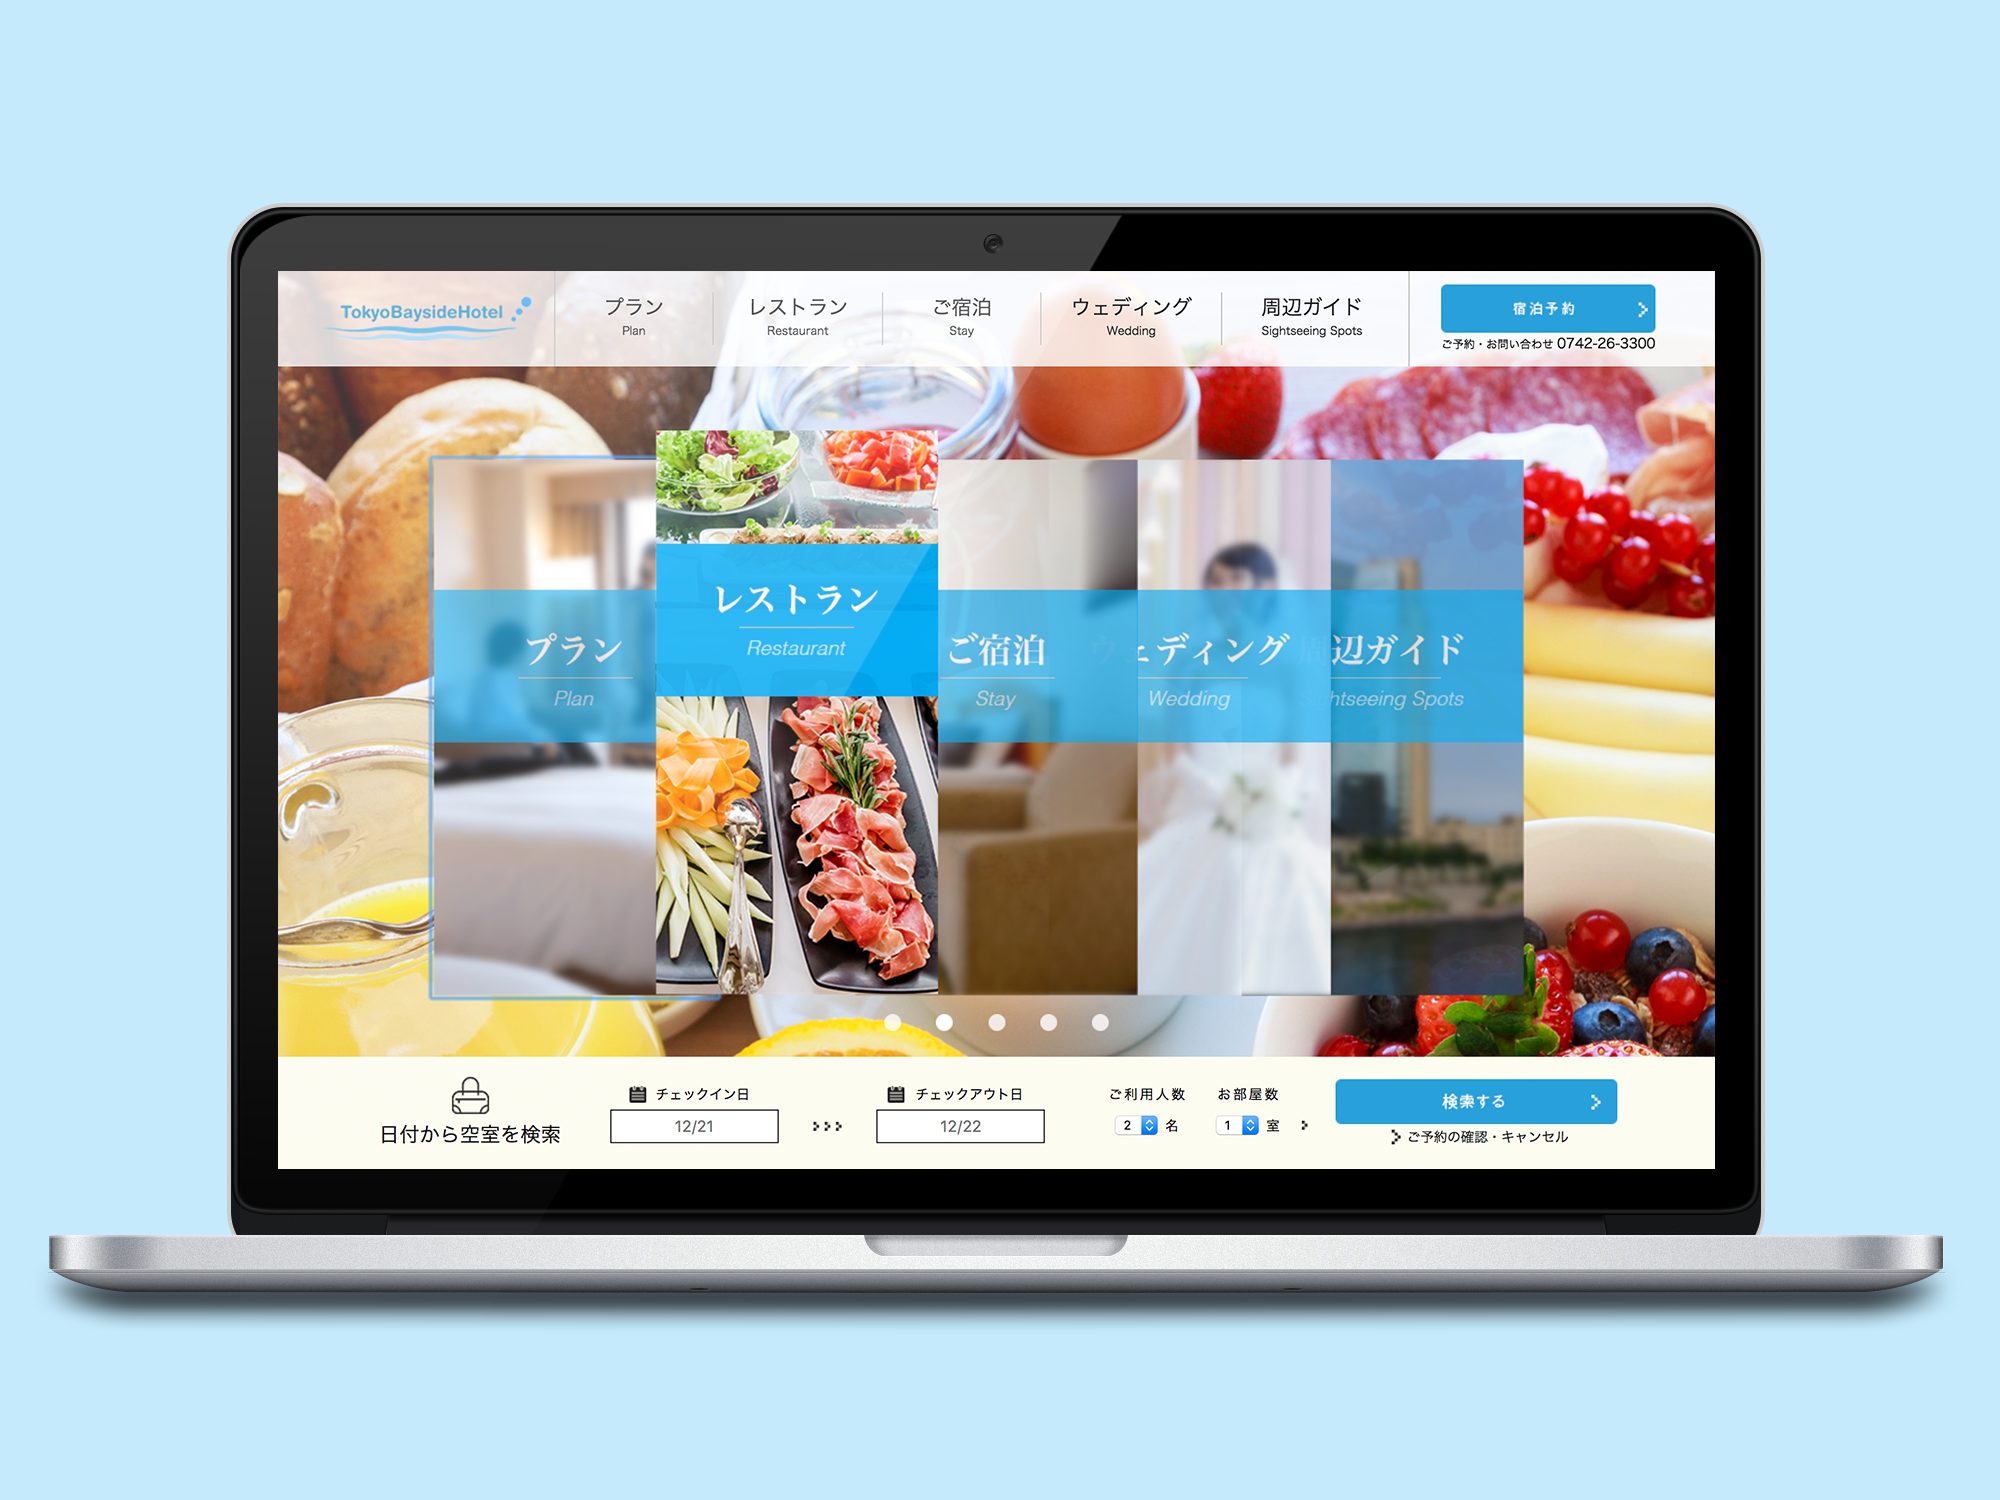 TokyoBaysideHotel
プラン
Plan
レストラン
Restaurant
ご宿泊
Stay
ウェディング
Wedding
周辺ガイド
Sightseeing Spots
宿泊予約
ご予約・お問い合わせ 0742-26-3300
プラン
Plan
レストラン
Restaurant
ご宿泊
Stay
ウェディング
Wedding
周辺ガイド
Sightseeing Spots
日付から空室を検索
チェックイン日
12/21
チェックアウト日
12/22
ご利用人数
2 名
お部屋数
1 室
検索する
ご予約の確認・キャンセル